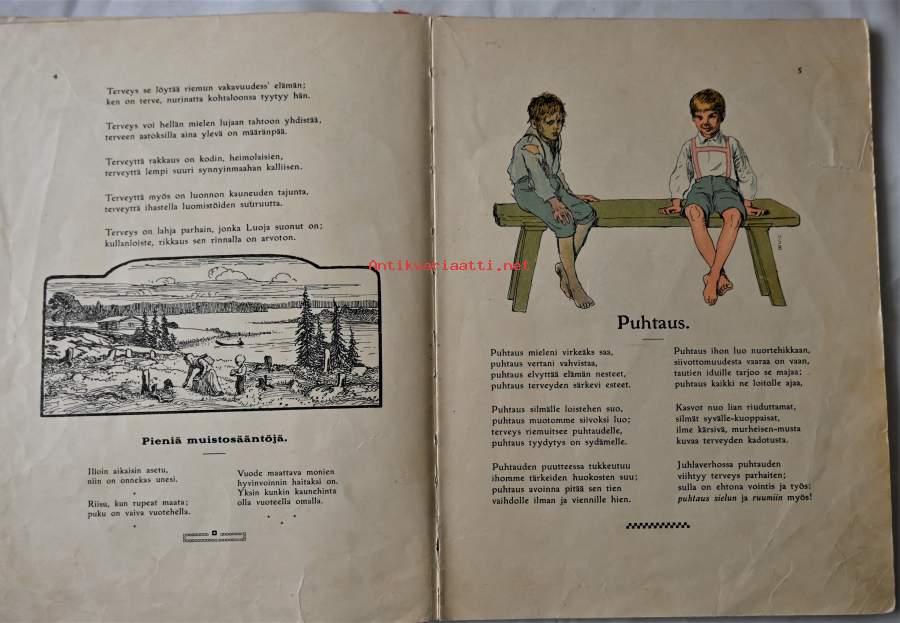 4
Terveys se löytää riemun vakavuudess' elämän;
ken on terve, nurinatta kohtaloonsa tyytyy hän.
Terveys voi hellän mielen lujaan tahtoon yhdistää,
terveen aatoksilla aina ylevä on määränpää.
Terveyttä rakkaus on kodin, heimolaisien,
terveyttä lempi suuri synnyinmaahan kalliisen.
Terveyttä myös on luonnon kauneuden tajunta,
terveyttä ihastella luomistöiden suuruutta.
Terveys on lahja parhain, jonka Luoja suonut on;
kullanloiste, rikkaus sen rinnalla on arvoton.
Pieniä muistosääntöjä.
Illoin aikaisin asetu,
niin on onnekas unesi.
Riisu, kun rupeat maata;
puku on vaiva vuotehella.
Vuode maattava monien
hyvinvoinnin haitaksi on.
Yksin kunkin kaunehinta
olla vuoteella omalla.
Antikvariaatti.net
5
Puhtaus.
Puhtaus mieleni virkeäks saa,
puhtaus vertani vahvistaa,
puhtaus elvyttää elämän nesteet,
puhtaus terveyden särkevi esteet.
Puhtaus silmälle loistehen suo,
puhtaus muotomme siivoksi luo;
terveys riemuitsee puhtaudelle,
puhtaus tyydytys on sydämelle.
Puhtauden puutteessa tukkeutuu
ihomme tärkeiden huokosten suu;
puhtaus avoinna pitää sen tien
vaihdolle ilman ja viennille hien.
Puhtaus ihon luo nuortehikkaan,
siivottomuudesta vaaraa on vaan,
tautien iduille tarjoo se majaa;
puhtaus kaikki ne loitolle ajaa,
Kasvot nuo lian riuduttamat,
silmät syvälle-kuoppaisat,
ilme kärsivä, murheisen-musta
kuvaa terveyden kadotusta.
Juhlaverhossa puhtauden
viihtyy terveys parhaiten;
sulla on ehtona vointis ja työs:
puhtaus sielun ja ruumiin myös!